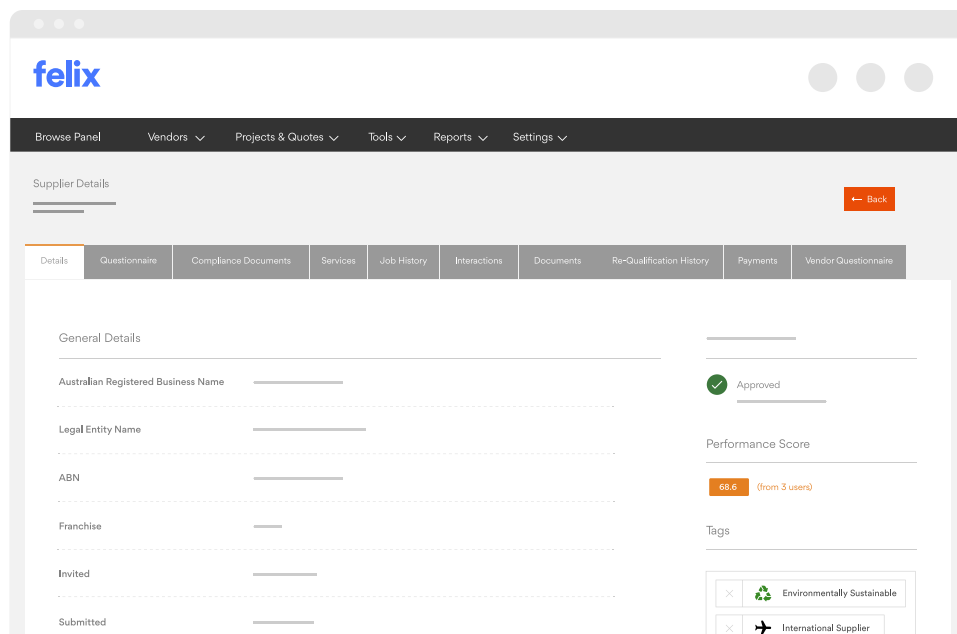 felix
Browse Panel Vendors Projects & Quotes Tools Reports Settings
Supplier Details
← Back
Details Questionnaire Compliance Documents Services Job History Interactions Documents Re-Qualification History Payments Vendor Questionnaire
General Details
Australian Registered Business Name
Legal Entity Name
ABN
Franchise
Invited
Submitted
Approved
Performance Score
68.6 (from 3 users)
Tags
Environmentally Sustainable
International Supplier